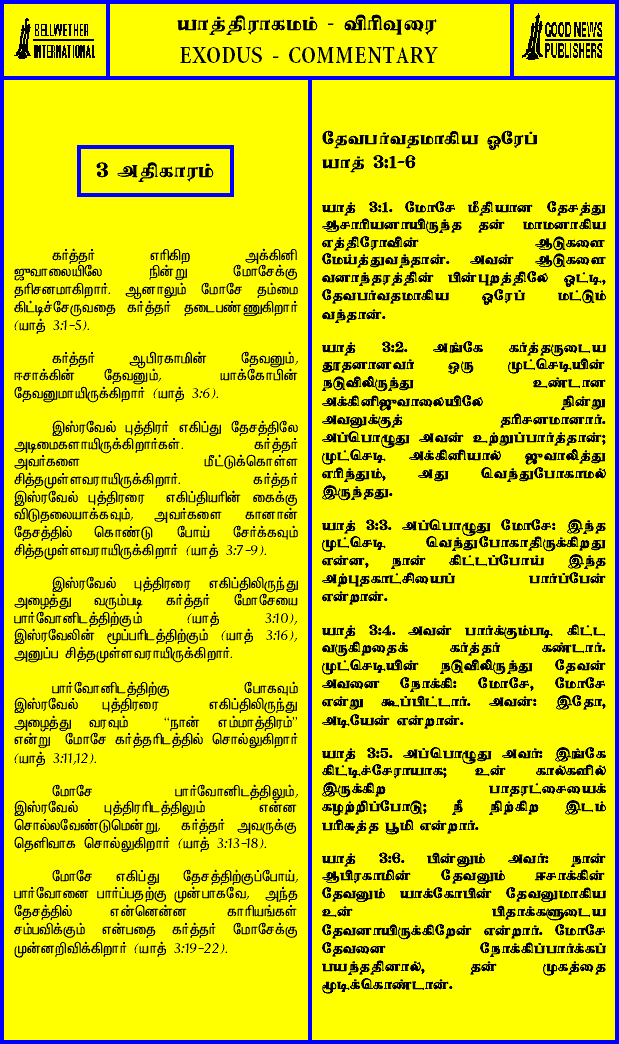 BELLWETHER
INTERNATIONAL
யாத்திராகமம் - விரிவுரை
EXODUS - COMMENTARY
GOOD NEWS
PUBLISHERS
3 அதிகாரம்
கர்த்தர் எரிகிற அக்கினி
ஜுவாலையிலே நின்று மோசேக்கு
தரிசனமாகிறார். ஆனாலும் மோசே தம்மை
கிட்டிச்சேருவதை கர்த்தர் தடைபண்ணுகிறார்
(யாத் 3:1-5).
கர்த்தர் ஆபிரகாமின் தேவனும்,
ஈசாக்கின் தேவனும், யாக்கோபின்
தேவனுமாயிருக்கிறார் (யாத் 3:6).
இஸ்ரவேல் புத்திரர் எகிப்து தேசத்திலே
அடிமைகளாயிருக்கிறார்கள். கர்த்தர்
அவர்களை மீட்டுக்கொள்ள
சித்தமுள்ளவராயிருக்கிறார். கர்த்தர்
இஸ்ரவேல் புத்திரரை எகிப்தியரின் கைக்கு
விடுதலையாக்கவும், அவர்களை கானான்
தேசத்தில் கொண்டு போய் சேர்க்கவும்
சித்தமுள்ளவராயிருக்கிறார் (யாத் 3:7-9).
இஸ்ரவேல் புத்திரரை எகிப்திலிருந்து
அழைத்து வரும்படி கர்த்தர் மோசேயை
பார்வோனிடத்திற்கும் (யாத் 3:10),
இஸ்ரவேலின் மூப்பரிடத்திற்கும் (யாத் 3:16),
அனுப்ப சித்தமுள்ளவராயிருக்கிறார்.
பார்வோனிடத்திற்கு போகவும்
இஸ்ரவேல் புத்திரரை எகிப்திலிருந்து
அழைத்து வரவும் “நான் எம்மாத்திரம்”
என்று மோசே கர்த்தரிடத்தில் சொல்லுகிறார்
(யாத் 3:11,12).
மோசே பார்வோனிடத்திலும்,
இஸ்ரவேல் புத்திரரிடத்திலும் என்ன
சொல்லவேண்டுமென்று, கர்த்தர் அவருக்கு
தெளிவாக சொல்லுகிறார் (யாத் 3:13-18).
மோசே எகிப்து தேசத்திற்குப்போய்,
பார்வோனை பார்ப்பதற்கு முன்பாகவே, அந்த
தேசத்தில் என்னென்ன காரியங்கள்
சம்பவிக்கும் என்பதை கர்த்தர் மோசேக்கு
முன்னறிவிக்கிறார் (யாத் 3:19-22).
தேவபர்வதமாகிய ஓரேப்
யாத் 3:1-6
யாத் 3:1. மோசே மீதியான தேசத்து
ஆசாரியனாயிருந்த தன் மாமனாகிய
எத்திரோவின் ஆடுகளை
மேய்த்துவந்தான். அவன் ஆடுகளை
வனாந்தரத்தின் பின்புறத்திலே ஓட்டி,
தேவபர்வதமாகிய ஓரேப் மட்டும்
வந்தான்.
யாத் 3:2. அங்கே கர்த்தருடைய
தூதனானவர் ஒரு முட்செடியின்
நடுவிலிருந்து உண்டான
அக்கினிஜுவாலையிலே நின்று
அவனுக்குத் தரிசனமானார்.
அப்பொழுது அவன் உற்றுப்பார்த்தான்;
முட்செடி அக்கினியால் ஜுவாலித்து
எரிந்தும், அது வெந்துபோகாமல்
இருந்தது.
யாத் 3:3. அப்பொழுது மோசே: இந்த
முட்செடி வெந்துபோகாதிருக்கிறது
என்ன, நான் கிட்டப்போய் இந்த
அற்புதகாட்சியைப் பார்ப்பேன்
என்றான்.
யாத் 3:4. அவன் பார்க்கும்படி கிட்ட
வருகிறதைக் கர்த்தர் கண்டார்.
முட்செடியின் நடுவிலிருந்து தேவன்
அவனை நோக்கி: மோசே, மோசே
என்று கூப்பிட்டார். அவன்: இதோ,
அடியேன் என்றான்.
யாத் 3:5. அப்பொழுது அவர்: இங்கே
கிட்டிச்சேராயாக; உன் கால்களில்
இருக்கிற பாதரட்சையைக்
கழற்றிப்போடு; நீ நிற்கிற இடம்
பரிசுத்த பூமி என்றார்.
யாத் 3:6. பின்னும் அவர்: நான்
ஆபிரகாமின் தேவனும் ஈசாக்கின்
தேவனும் யாக்கோபின் தேவனுமாகிய
உன் பிதாக்களுடைய
தேவனாயிருக்கிறேன் என்றார். மோசே
தேவனை நோக்கிப்பார்க்கப்
பயந்ததினால், தன் முகத்தை
மூடிக்கொண்டான்.